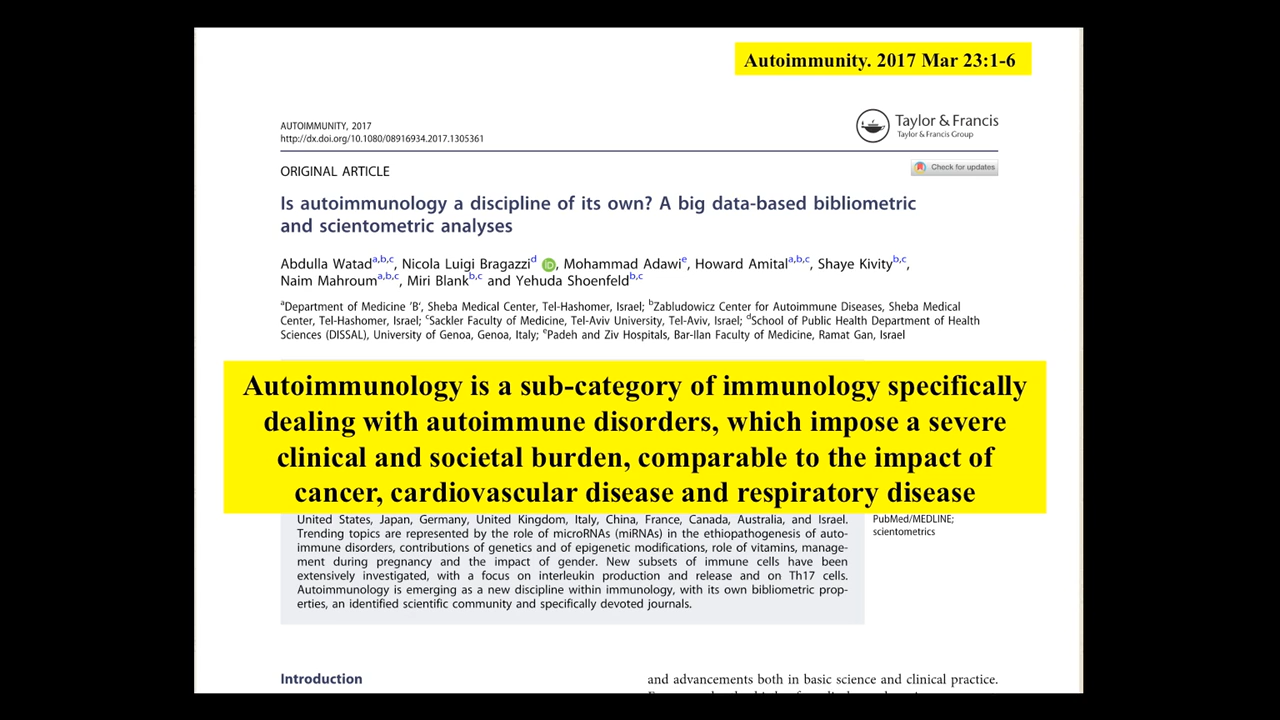 Autoimmunity. 2017 Mar 23:1-6
AUTOIMMUNITY, 2017
http://dx.doi.org/10.1080/08916934.2017.1305361
Taylor & Francis
Taylor & Francis Group
ORIGINAL ARTICLE
Check for updates
Is autoimmunology a discipline of its own? A big data-based bibliometric
and scientometric analyses
Abdulla Watada,b,c, Nicola Luigi Bragazzid iD, Mohammad Adawie, Howard Amitala,b,c, Shaye Kivityb,c,
Naim Mahrouma,b,c, Miri Blankb,c and Yehuda Shoenfeldb,c
aDepartment of Medicine 'B', Sheba Medical Center, Tel-Hashomer, Israel; bZabludowicz Center for Autoimmune Diseases, Sheba Medical
Center, Tel-Hashomer, Israel; cSackler Faculty of Medicine, Tel-Aviv University, Tel-Aviv, Israel; dSchool of Public Health Department of Health
Sciences (DISSAL), University of Genoa, Genoa, Italy; ePadeh and Ziv Hospitals, Bar-Ilan Faculty of Medicine, Ramat Gan, Israel
Autoimmunology is a sub-category of immunology specifically
dealing with autoimmune disorders, which impose a severe
clinical and societal burden, comparable to the impact of
cancer, cardiovascular disease and respiratory disease
United States, Japan, Germany, United Kingdom, Italy, China, France, Canada, Australia, and Israel.
Trending topics are represented by the role of microRNAs (miRNAs) in the ethiopathogenesis of auto-
immune disorders, contributions of genetics and of epigenetic modifications, role of vitamins, manage-
ment during pregnancy and the impact of gender. New subsets of immune cells have been
extensively investigated, with a focus on interleukin production and release and on Th17 cells.
Autoimmunology is emerging as a new discipline within immunology, with its own bibliometric prop-
erties, an identified scientific community and specifically devoted journals.
PubMed/MEDLINE;
scientometrics
Introduction
and advancements both in basic science and clinical practice.